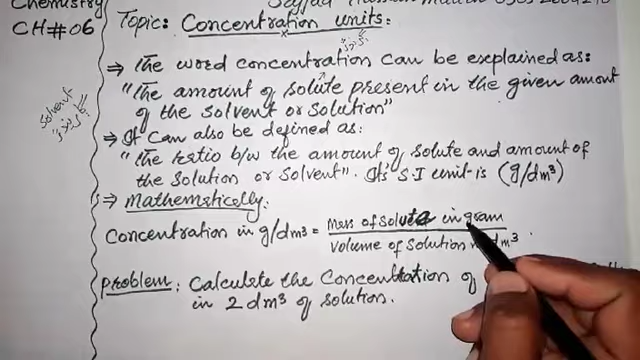 Chemistry
CH#06
Topic: Concentration units:
⇒ The word concentration can be explained as:
"The amount of solute present in the given amont
of the solvent or solution"
solvent
⇒ It can also be defined as:
"The ratio b/w the amount of solute and amount of
the solution or solvent". It's S.I unit is (g/dm³)
⇒ Mathematically:
Concentration in g/dm³ = Mass of solute in gram
Volume of solution dm³
Problem: Calculate the Concentration of
in 2 dm³ of solution.